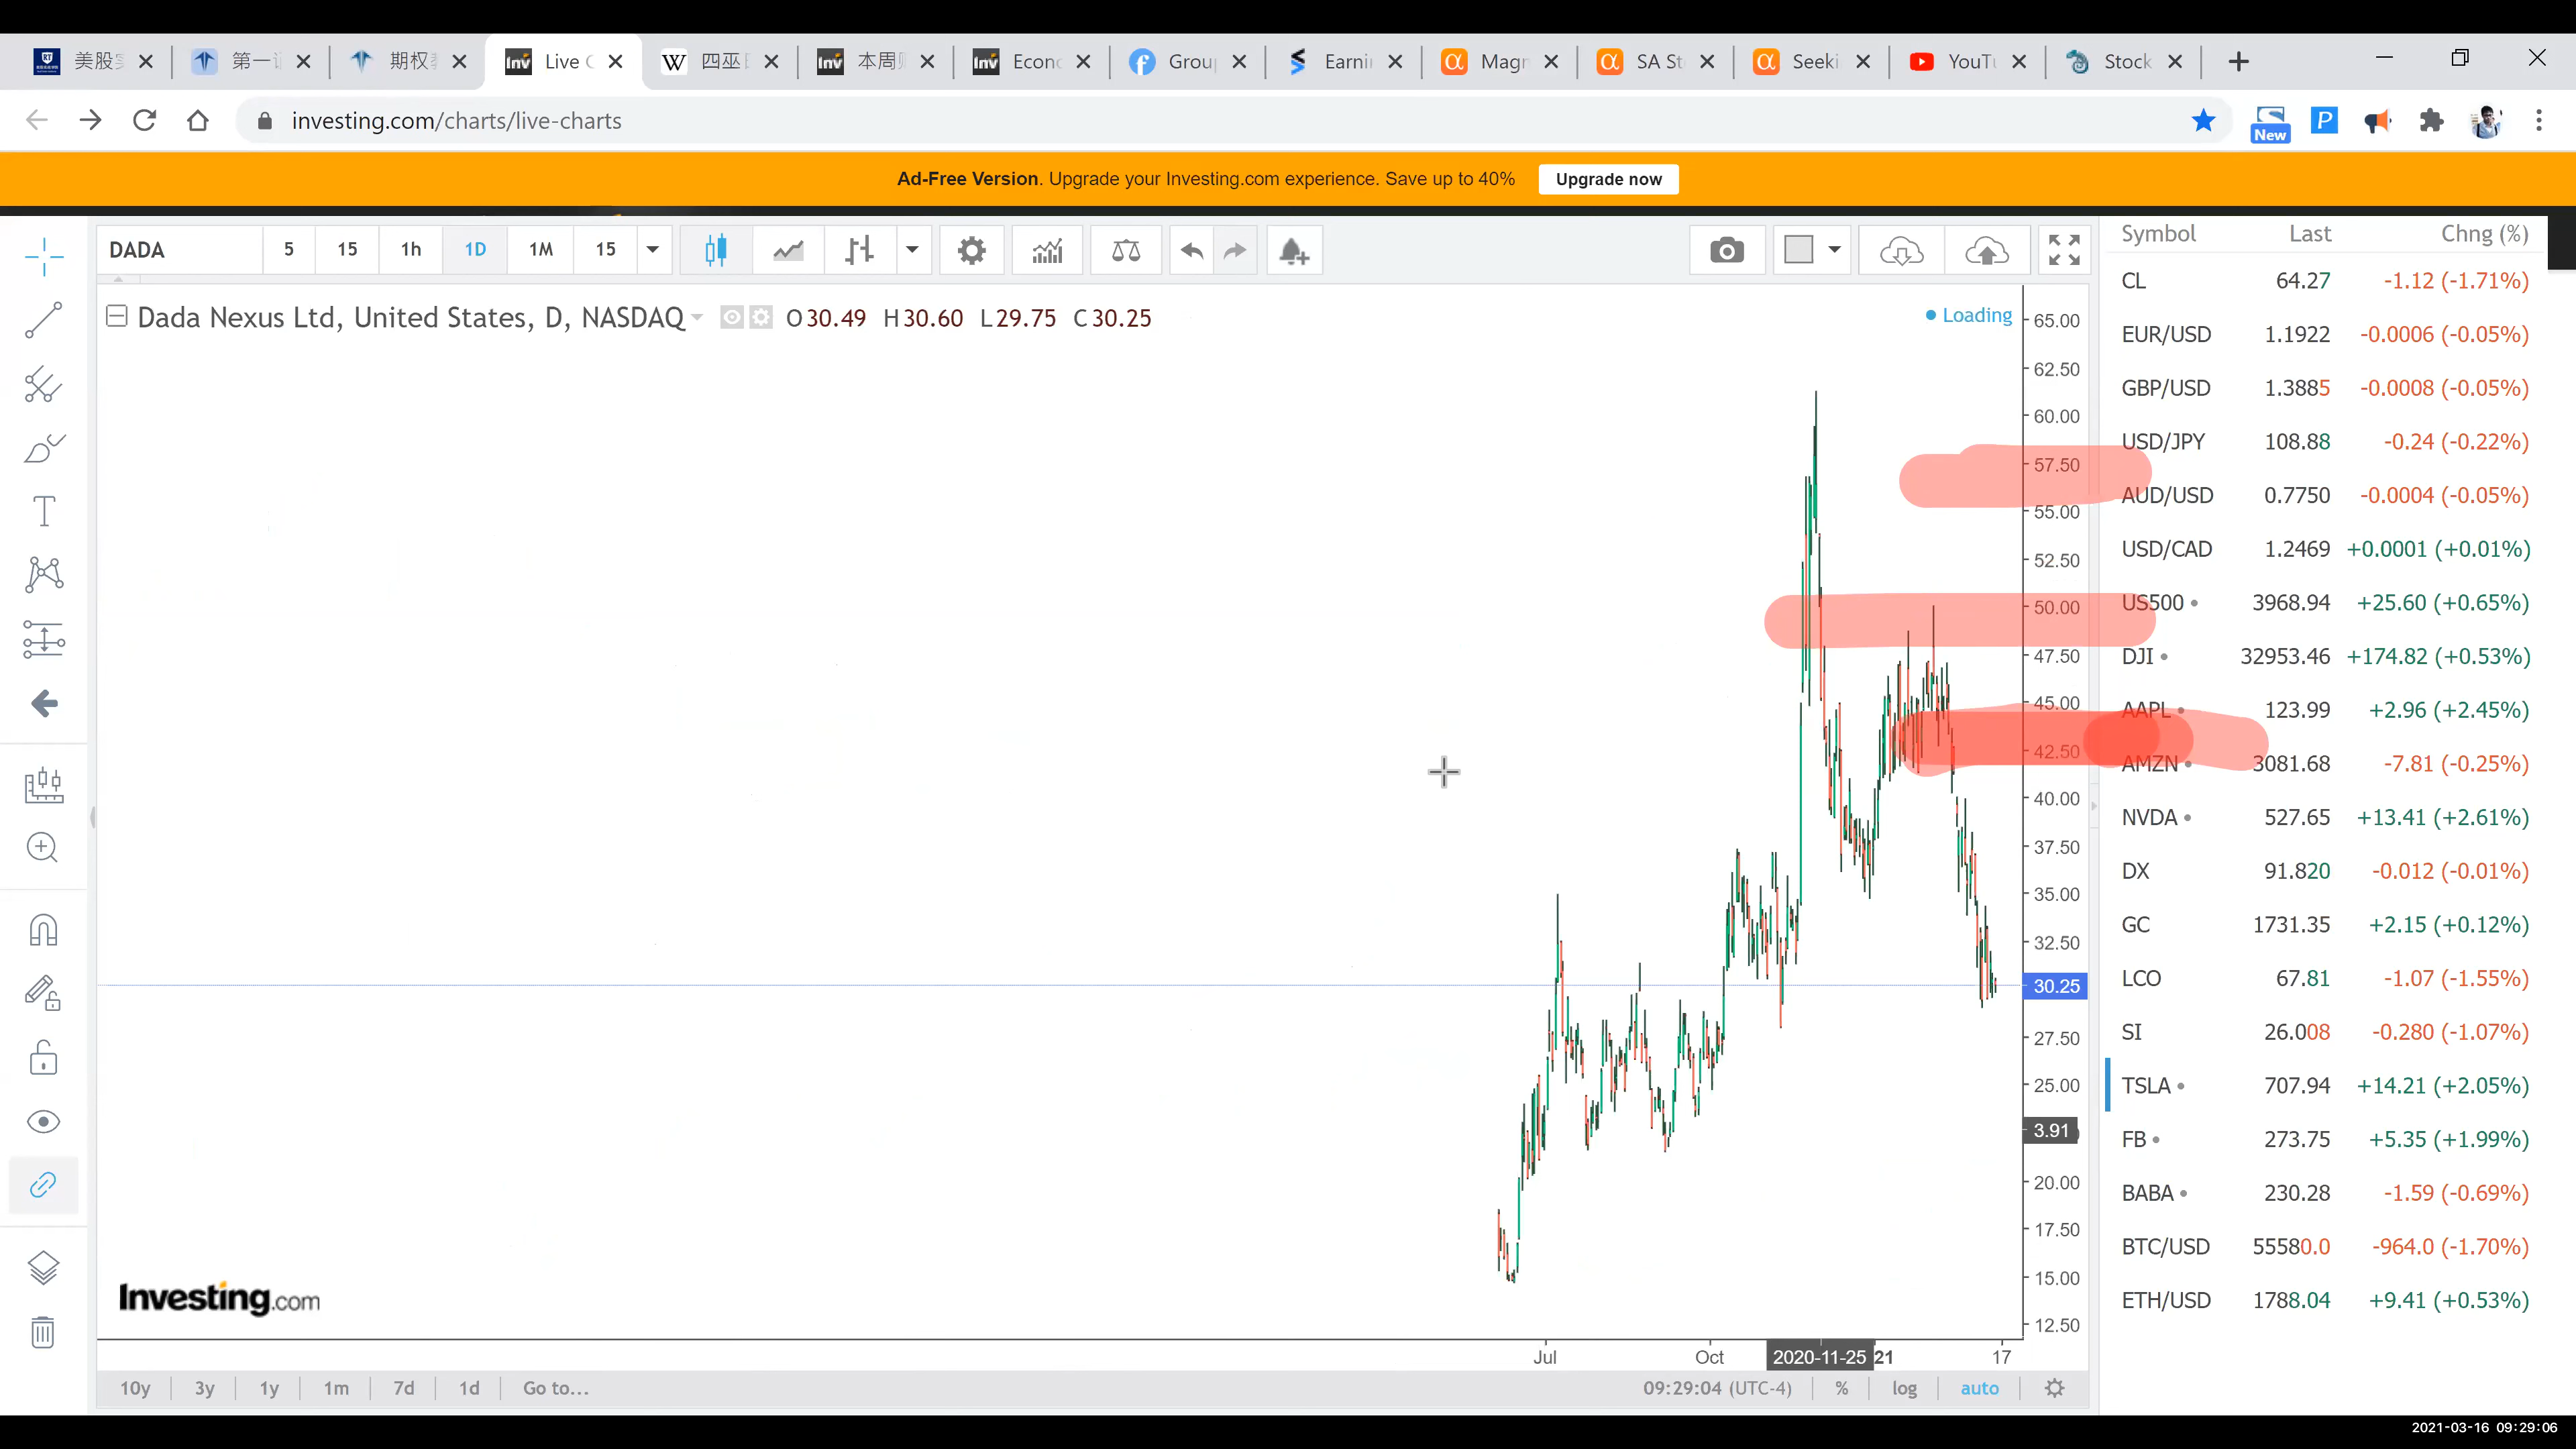 美股 第一 期权 Live 四巫 本周 Econo Group Earni Magn SA St Seeki YouTu Stock
investing.com/charts/live-charts
New
Ad-Free Version. Upgrade your Investing.com experience. Save up to 40% Upgrade now
DADA 5 15 1h 1D 1M 15
Symbol Last Chng (%)
Dada Nexus Ltd, United States, D, NASDAQ O30.49 H30.60 L29.75 C30.25
Loading
65.00
62.50
60.00
57.50
55.00
52.50
50.00
47.50
45.00
42.50
40.00
37.50
35.00
32.50
30.25
27.50
25.00
3.91
20.00
17.50
15.00
12.50
CL 64.27 -1.12 (-1.71%)
EUR/USD 1.1922 -0.0006 (-0.05%)
GBP/USD 1.3885 -0.0008 (-0.05%)
USD/JPY 108.88 -0.24 (-0.22%)
AUD/USD 0.7750 -0.0004 (-0.05%)
USD/CAD 1.2469 +0.0001 (+0.01%)
US500 3968.94 +25.60 (+0.65%)
DJI 32953.46 +174.82 (+0.53%)
AAPL 123.99 +2.96 (+2.45%)
AMZN 3081.68 -7.81 (-0.25%)
NVDA 527.65 +13.41 (+2.61%)
DX 91.820 -0.012 (-0.01%)
GC 1731.35 +2.15 (+0.12%)
LCO 67.81 -1.07 (-1.55%)
SI 26.008 -0.280 (-1.07%)
TSLA 707.94 +14.21 (+2.05%)
FB 273.75 +5.35 (+1.99%)
BABA 230.28 -1.59 (-0.69%)
BTC/USD 55580.0 -964.0 (-1.70%)
ETH/USD 1788.04 +9.41 (+0.53%)
Investing.com
Jul Oct 2020-11-25 21 17
10y 3y 1y 1m 7d 1d Go to... 09:29:04 (UTC-4) % log auto
2021-03-16 09:29:06